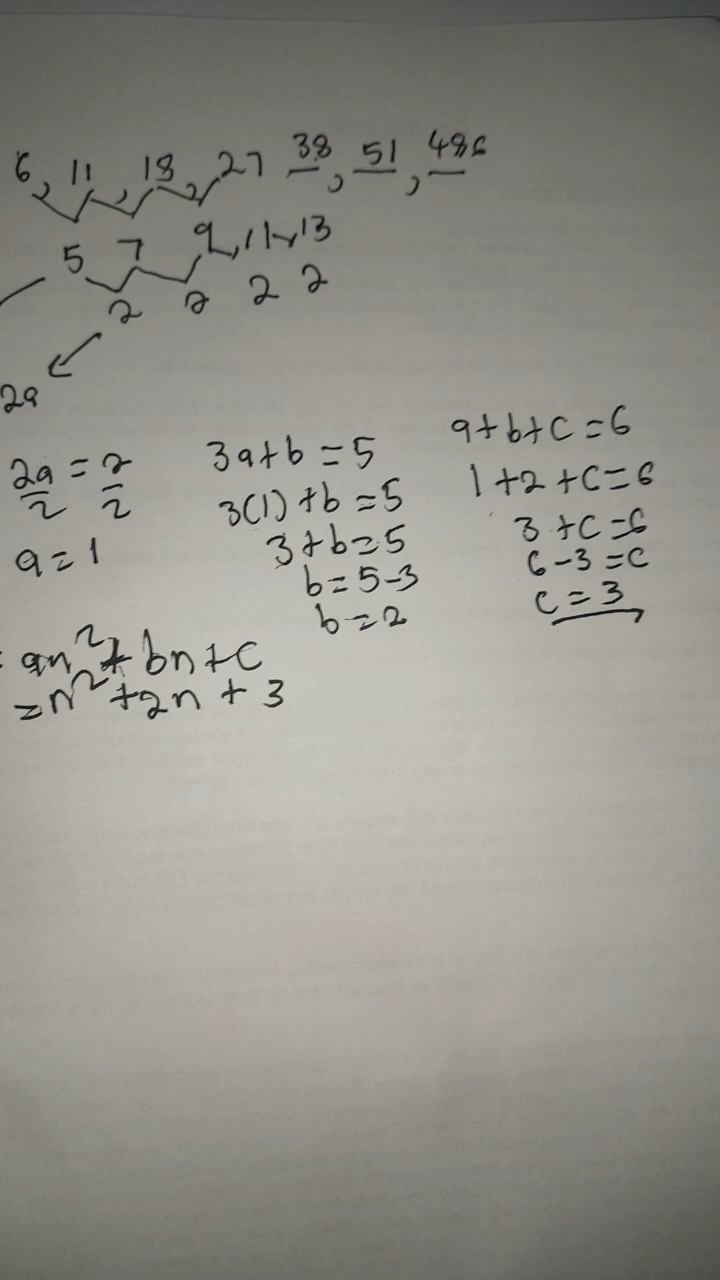 6, 11, 18, 27 38, 51, 486
5 7 9, 11, 13
2 2 2 2
2a
2a = 2
2 2
a = 1
3a+b = 5
3(1)+b = 5
3+b = 5
b = 5-3
b = 2
a+b+c = 6
1+2+c = 6
3+c = 6
6-3 = c
c = 3
= an²+bn+c
= n²+2n+3